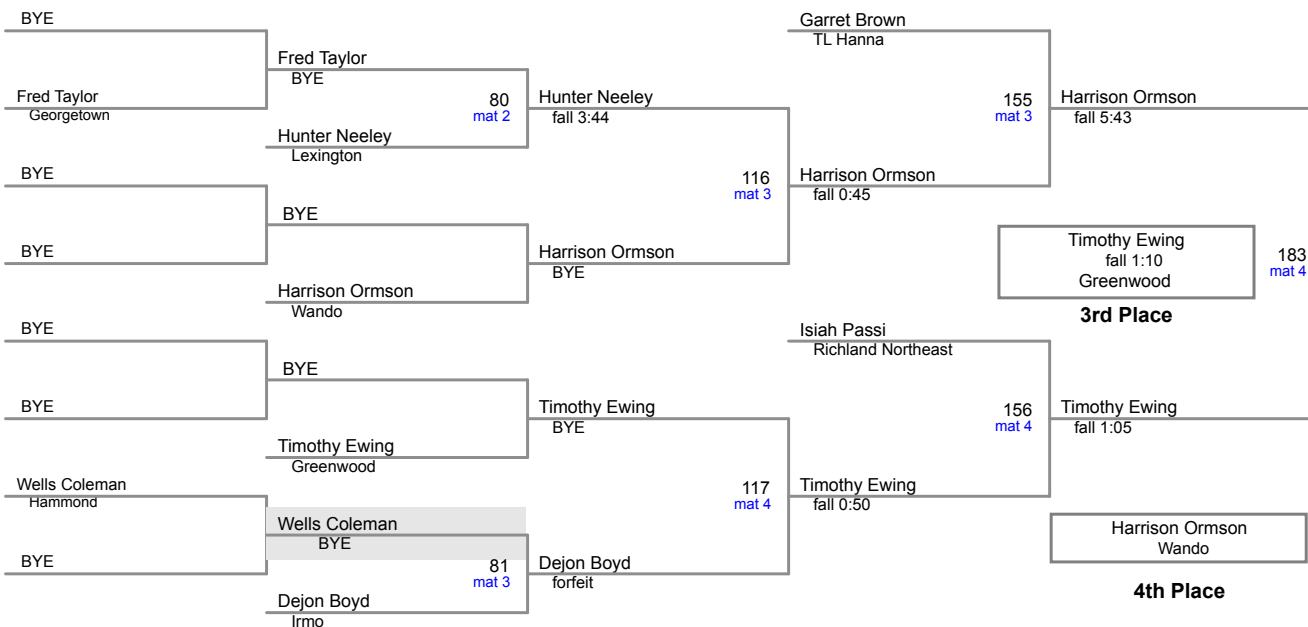 BYE
Fred Taylor
Georgetown
BYE
BYE
BYE
BYE
Wells Coleman
Hammond
BYE
Fred Taylor
BYE
80
mat 2
Hunter Neeley
Lexington
BYE
Harrison Ormson
Wando
BYE
Timothy Ewing
Greenwood
Wells Coleman
BYE
81
mat 3
Dejon Boyd
Irmo
Hunter Neeley
fall 3:44
116
mat 3
Harrison Ormson
BYE
Timothy Ewing
BYE
117
mat 4
Dejon Boyd
forfeit
Garret Brown
TL Hanna
155
mat 3
Harrison Ormson
fall 0:45
Isiah Passi
Richland Northeast
156
mat 4
Timothy Ewing
fall 0:50
Harrison Ormson
fall 5:43
Timothy Ewing
fall 1:10
Greenwood
183
mat 4
3rd Place
Timothy Ewing
fall 1:05
Harrison Ormson
Wando
4th Place